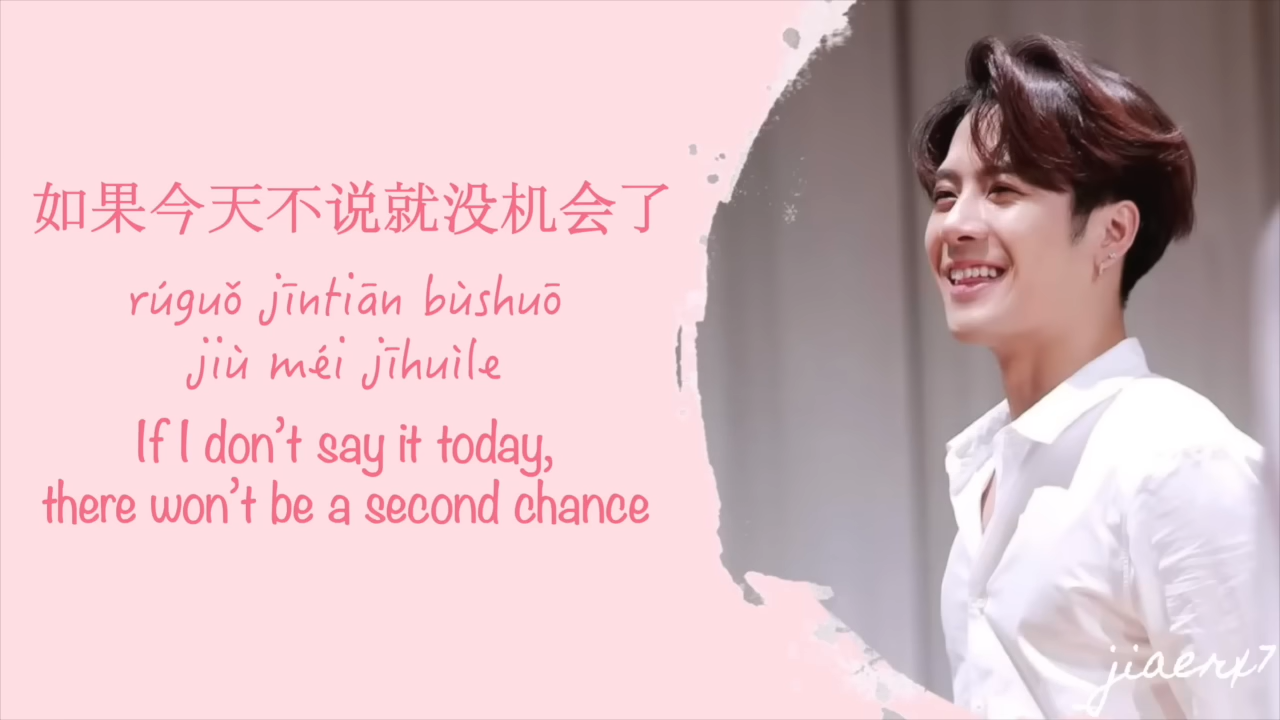 如果今天不说就没机会了
rúguǒ jīntiān bùshuō
jiù méi jīhuìle
If I don't say it today,
there won't be a second chance
jiaerx7